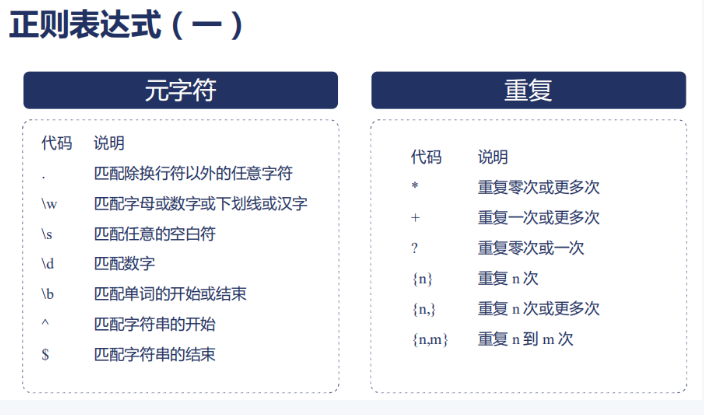 正则表达式（一）
元字符
代码 说明
. 匹配除换行符以外的任意字符
\w 匹配字母或数字或下划线或汉字
\s 匹配任意的空白符
\d 匹配数字
\b 匹配单词的开始或结束
^ 匹配字符串的开始
$ 匹配字符串的结束
重复
代码 说明
* 重复零次或更多次
+ 重复一次或更多次
? 重复零次或一次
{n} 重复 n 次
{n,} 重复 n 次或更多次
{n,m} 重复 n 到 m 次